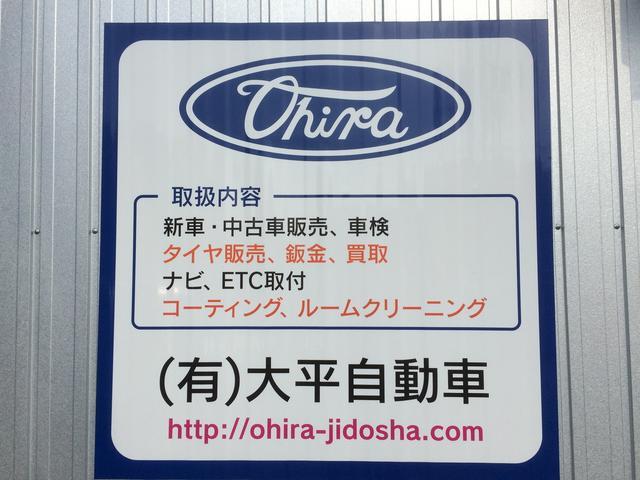 Ohira
取扱内容
新車・中古車販売、車検
タイヤ販売、鈑金、買取
ナビ、ETC取付
コーティング、ルームクリーニング
(有)大平自動車
http://ohira-jidosha.com